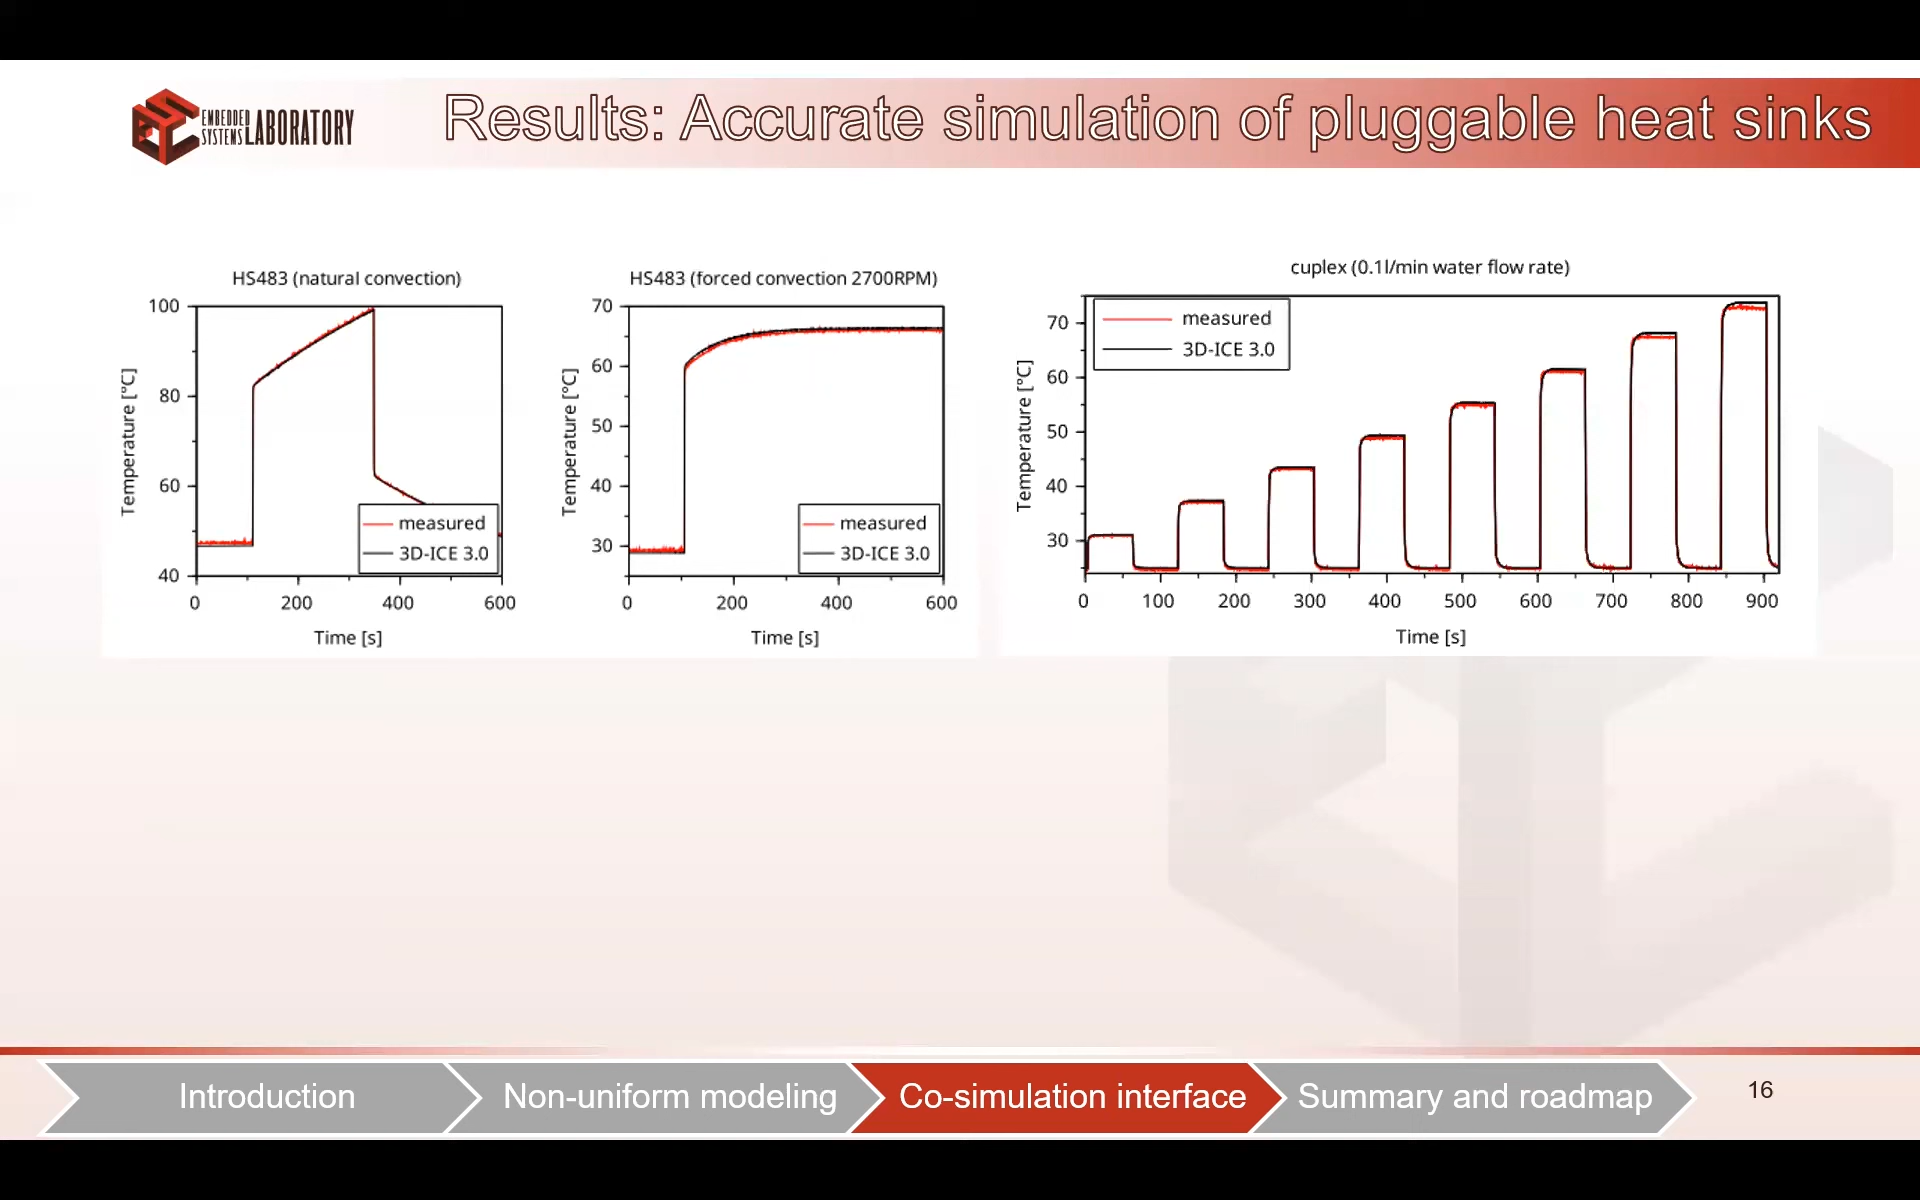 EMBEDDED
SYSTEMS LABORATORY
Results: Accurate simulation of pluggable heat sinks
HS483 (natural convection)
100
80
60
40
Temperature [°C]
0 200 400 600
Time [s]
measured
3D-ICE 3.0
HS483 (forced convection 2700RPM)
70
60
50
40
30
Temperature [°C]
0 200 400 600
Time [s]
measured
3D-ICE 3.0
cuplex (0.1l/min water flow rate)
measured
3D-ICE 3.0
70
60
50
40
30
Temperature [°C]
0 100 200 300 400 500 600 700 800 900
Time [s]
Introduction
Non-uniform modeling
Co-simulation interface
Summary and roadmap
16